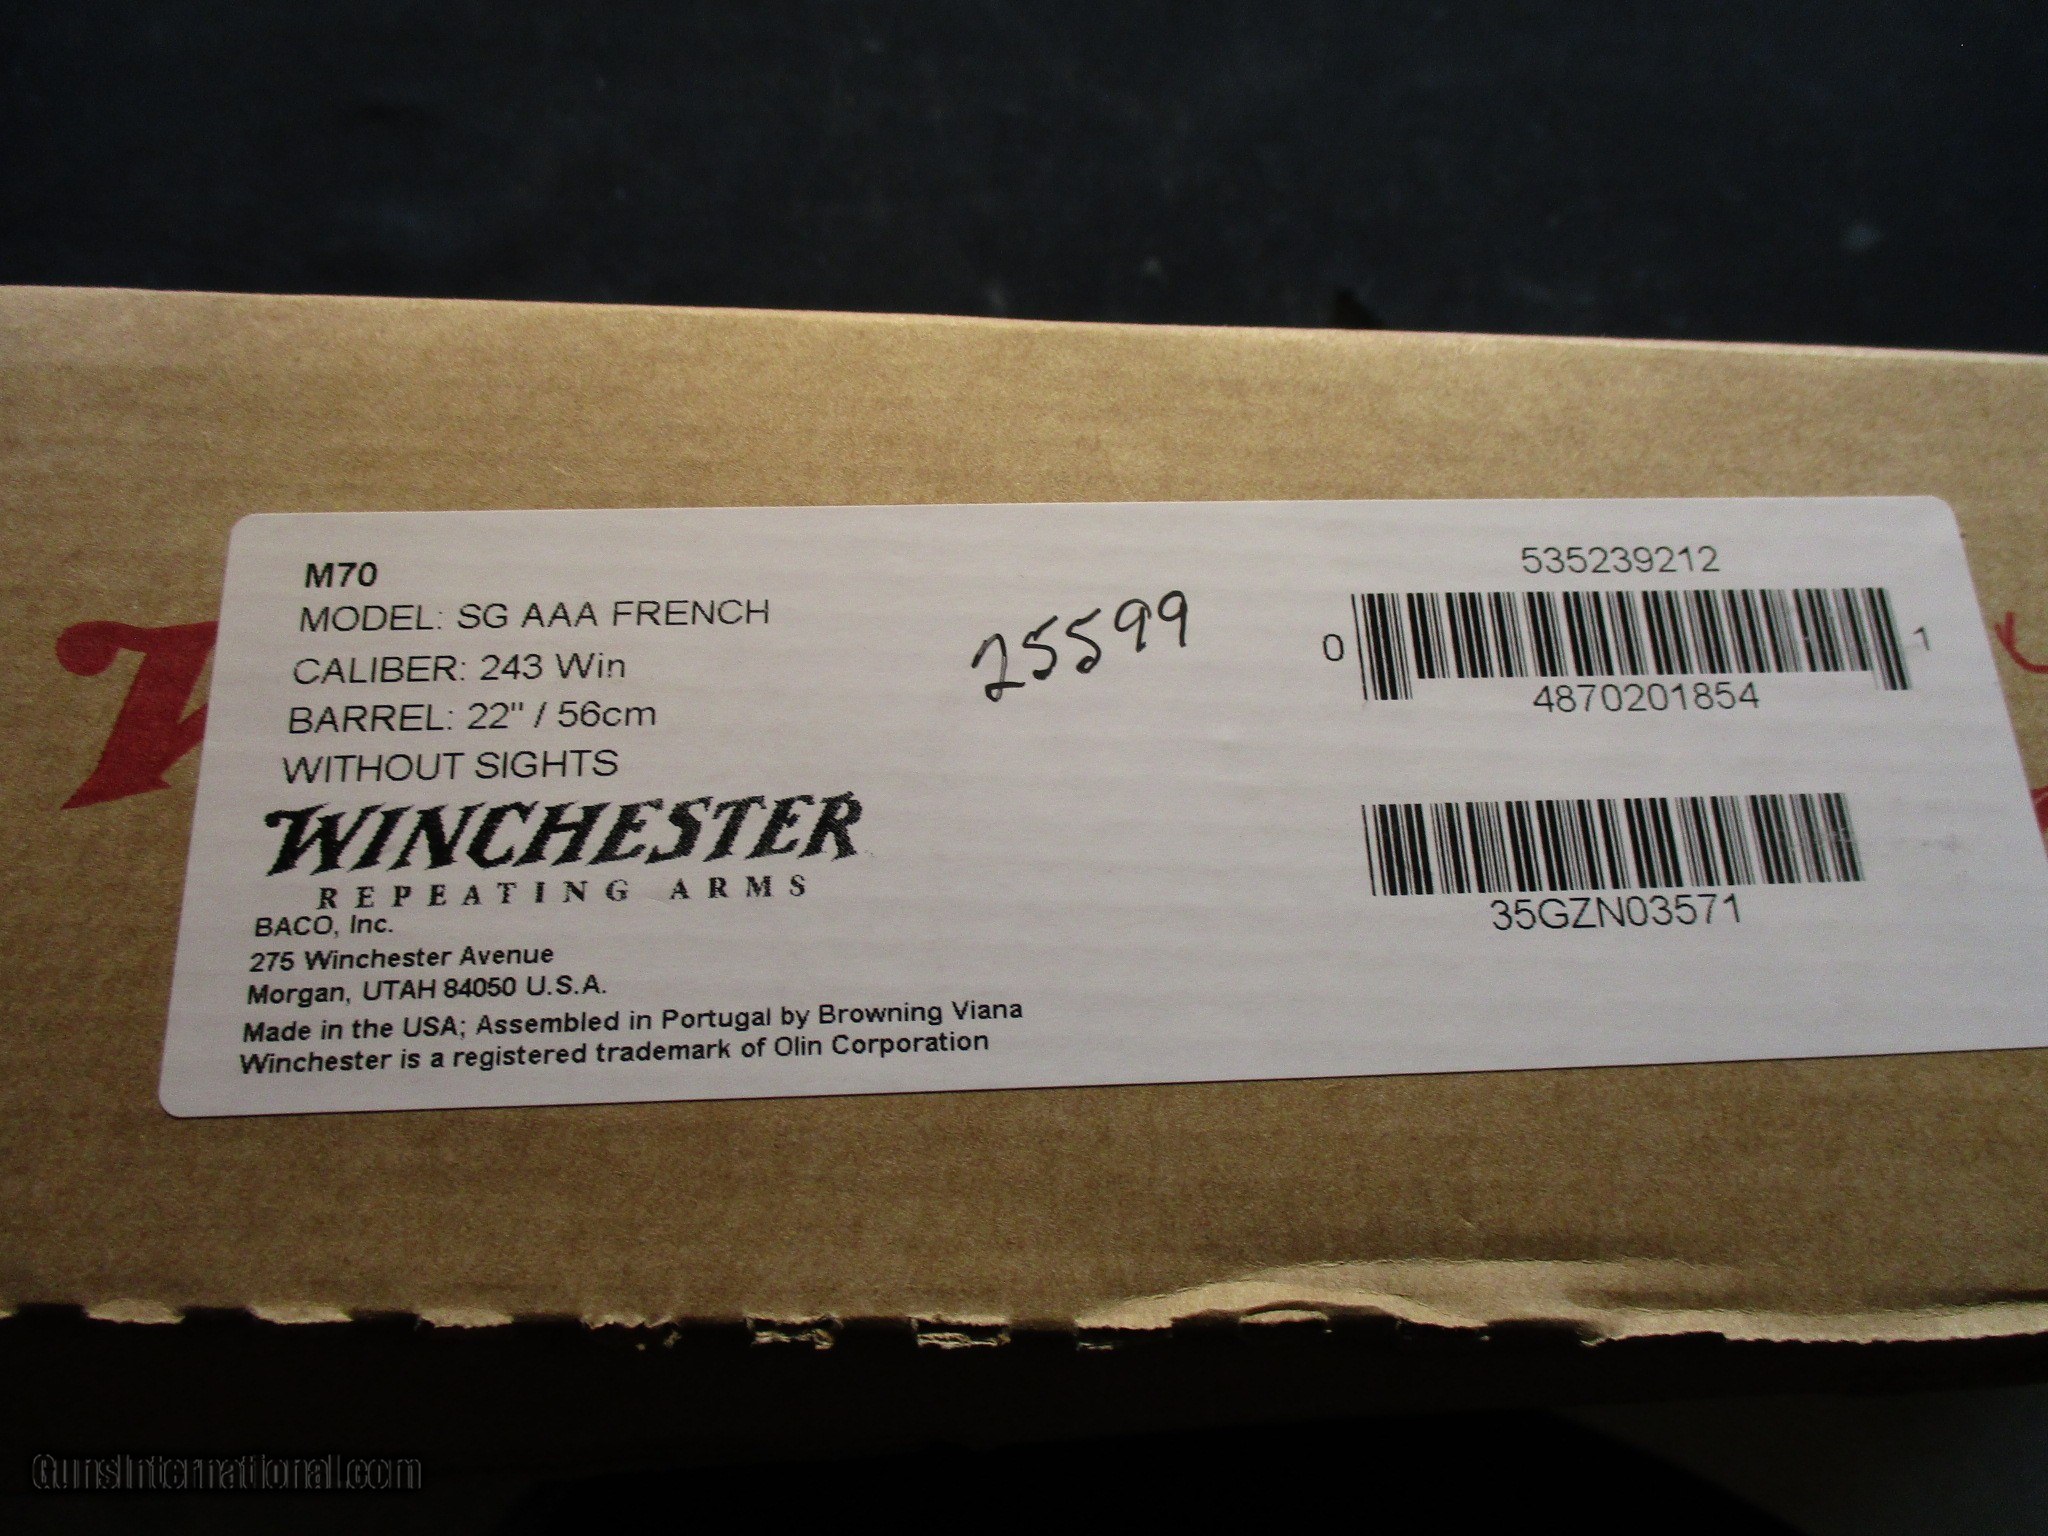 M70
MODEL: SG AAA FRENCH
CALIBER: 243 Win
BARREL: 22" / 56cm
WITHOUT SIGHTS
WINCHESTER
REPEATING ARMS
BACO, Inc.
275 Winchester Avenue
Morgan, UTAH 84050 U.S.A.
Made in the USA; Assembled in Portugal by Browning Viana
Winchester is a registered trademark of Olin Corporation
25599
535239212
0 1
4870201854
35GZN03571
GunsInternational.com